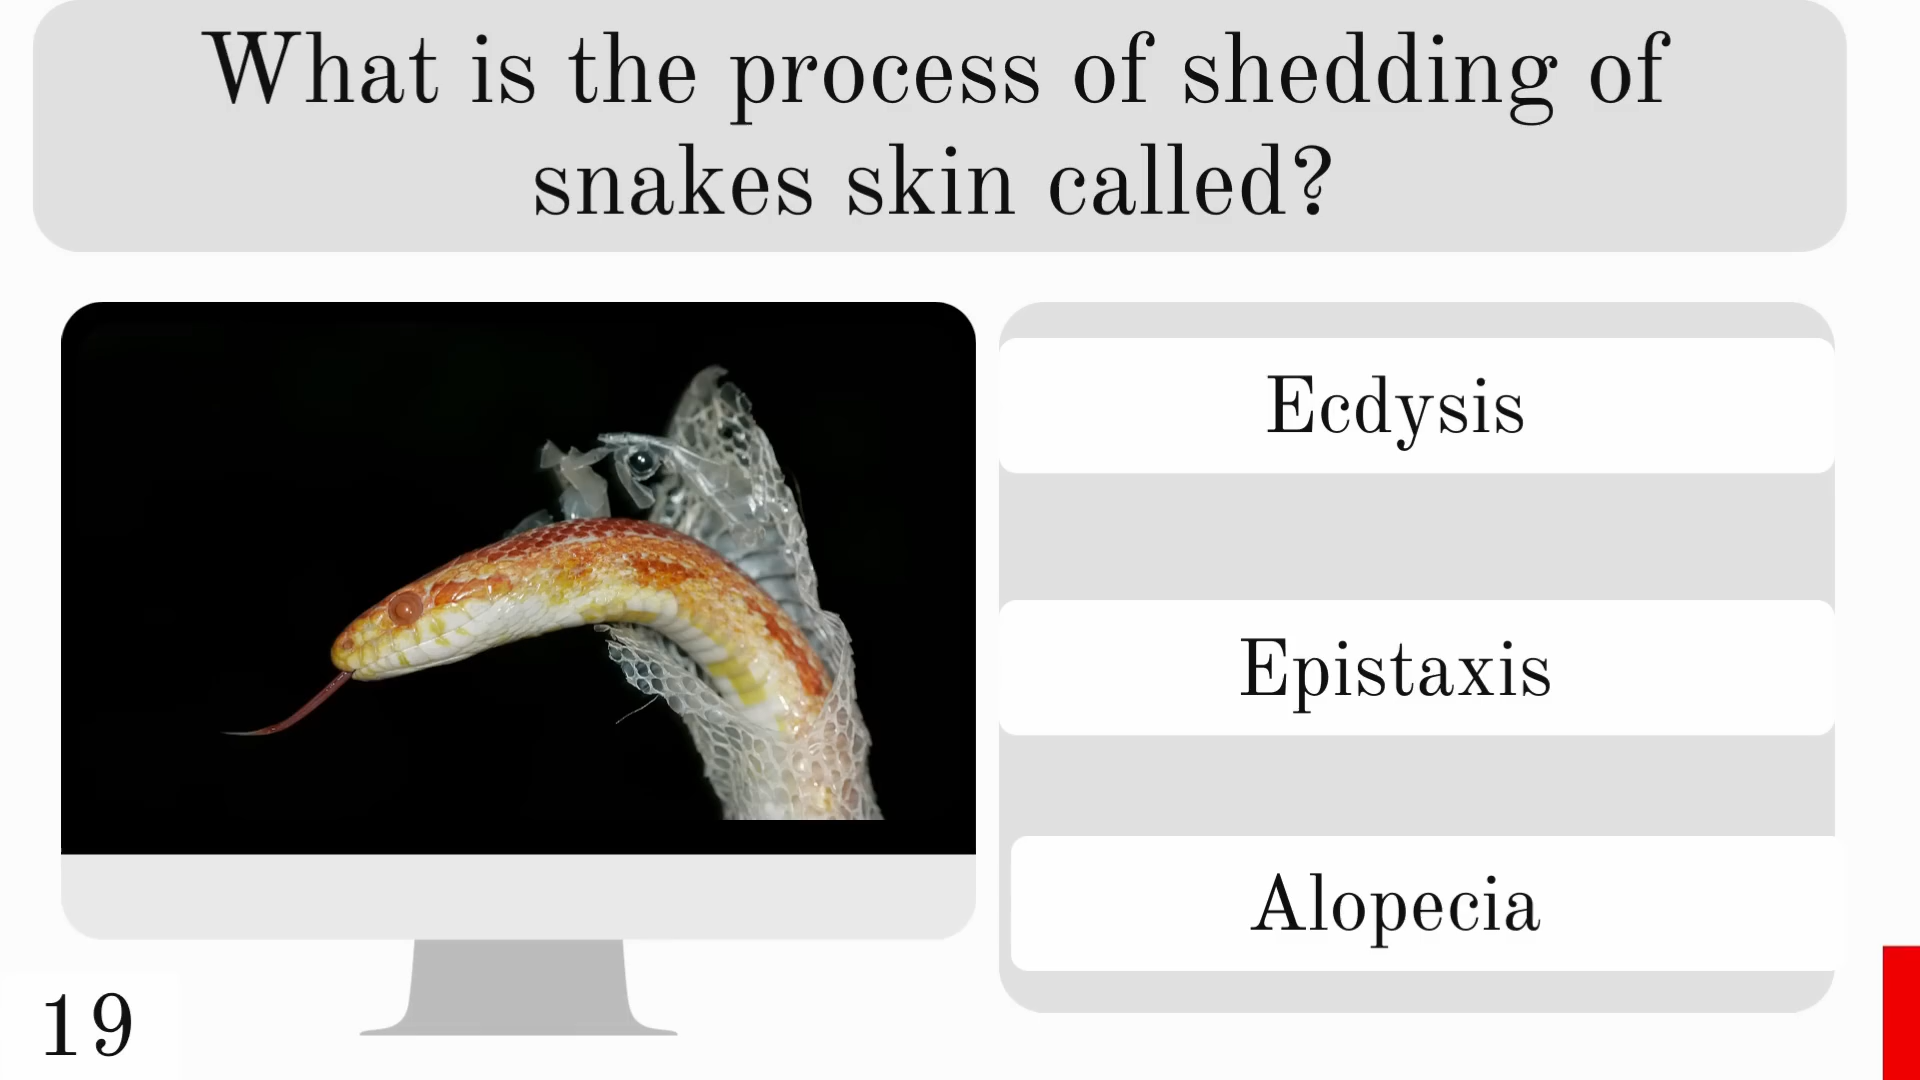 What is the process of shedding of
snakes skin called?
Ecdysis
Epistaxis
Alopecia
19